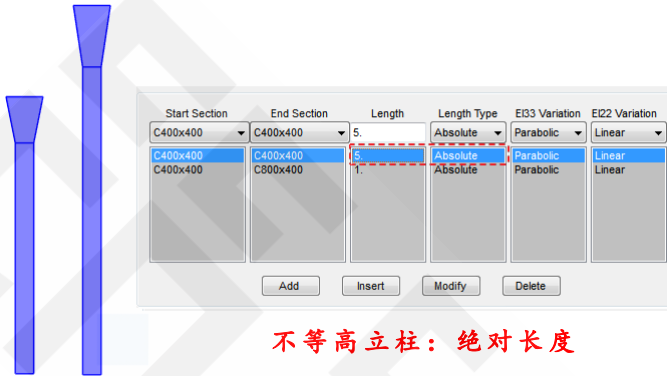 Start Section End Section Length Length Type EI33 Variation EI22 Variation
C400x400 C400x400 5. Absolute Parabolic Linear
C400x400 C400x400 5. Absolute Parabolic Linear
C400x400 C800x400 1. Absolute Parabolic Linear
Add Insert Modify Delete
不等高立柱：绝对长度